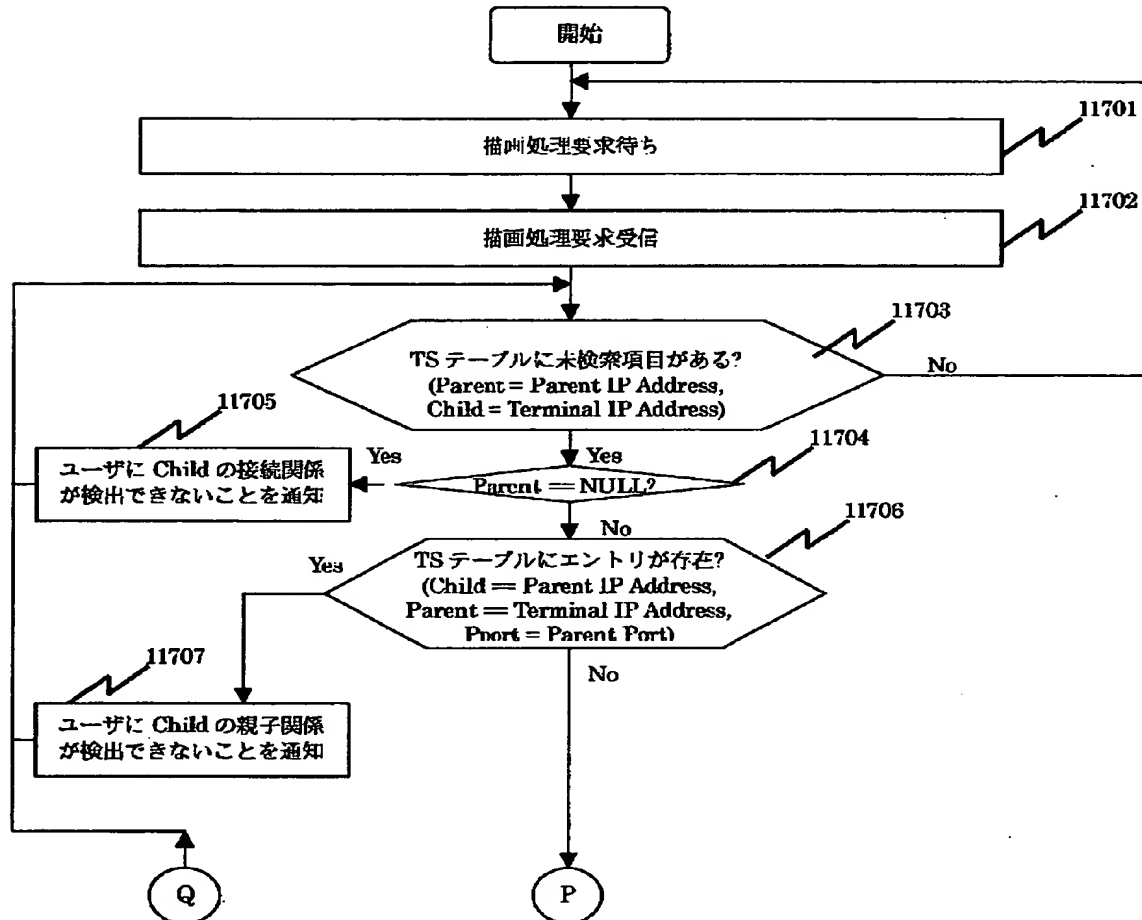 開始
11701
描画処理要求待ち
11702
描画処理要求受信
11703
TS テーブルに未検索項目がある?
(Parent = Parent IP Address,
Child = Terminal IP Address)
No
11705
ユーザに Child の接続関係
が検出できないことを通知
Yes
Yes
11704
Parent == NULL?
No
11706
Yes
TS テーブルにエントリが存在?
(Child == Parent IP Address,
Parent == Terminal IP Address,
Pport = Parent Port)
No
11707
ユーザに Child の親子関係
が検出できないことを通知
Q
P